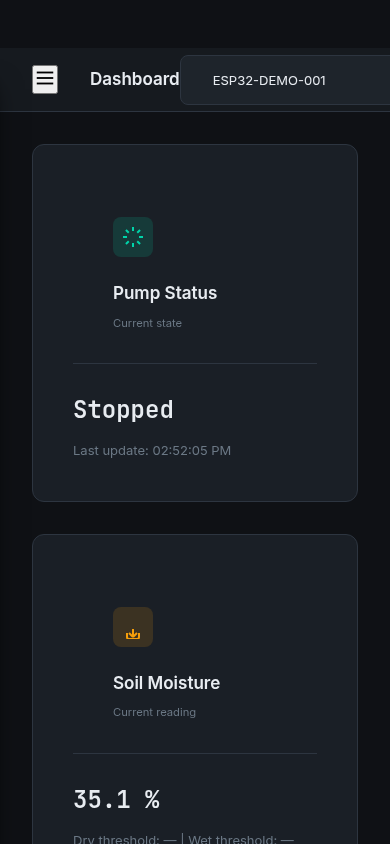 Dashboard
ESP32-DEMO-001
Pump Status
Current state
Stopped
Last update: 02:52:05 PM
Soil Moisture
Current reading
35.1 %
Dry threshold: — | Wet threshold: —